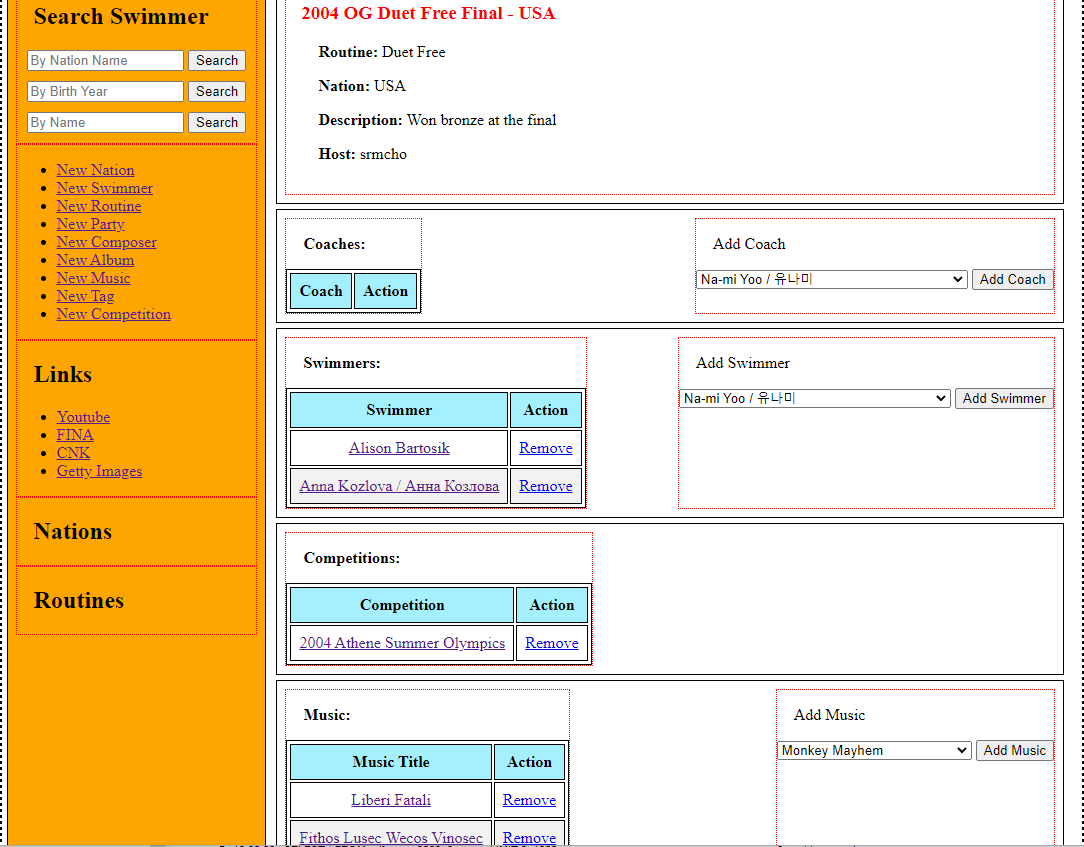 Search Swimmer
By Nation Name Search
By Birth Year Search
By Name Search
New Nation
New Swimmer
New Routine
New Party
New Composer
New Album
New Music
New Tag
New Competition
Links
Youtube
FINA
CNK
Getty Images
Nations
Routines
2004 OG Duet Free Final - USA
Routine: Duet Free
Nation: USA
Description: Won bronze at the final
Host: srmcho
Coaches:
Coach Action
Add Coach
Na-mi Yoo / 유나미 Add Coach
Swimmers:
Swimmer Action
Alison Bartosik Remove
Anna Kozlova / Анна Козлова Remove
Add Swimmer
Na-mi Yoo / 유나미 Add Swimmer
Competitions:
Competition Action
2004 Athene Summer Olympics Remove
Music:
Music Title Action
Liberi Fatali Remove
Fithos Lusec Wecos Vinosec Remove
Add Music
Monkey Mayhem Add Music